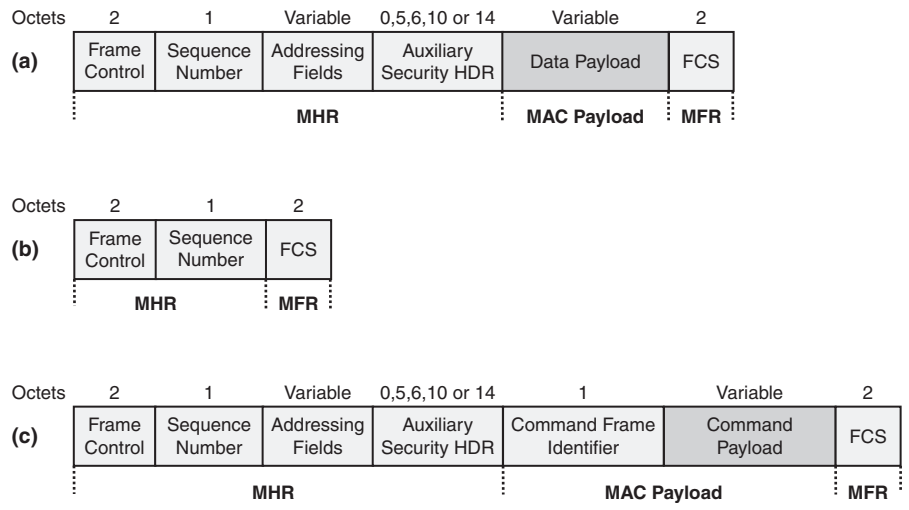 Octets 2 1 Variable 0,5,6,10 or 14 Variable 2
(a) Frame Control Sequence Number Addressing Fields Auxiliary Security HDR Data Payload FCS
MHR MAC Payload MFR
Octets 2 1 2
(b) Frame Control Sequence Number FCS
MHR MFR
Octets 2 1 Variable 0,5,6,10 or 14 1 Variable 2
(c) Frame Control Sequence Number Addressing Fields Auxiliary Security HDR Command Frame Identifier Command Payload FCS
MHR MAC Payload MFR